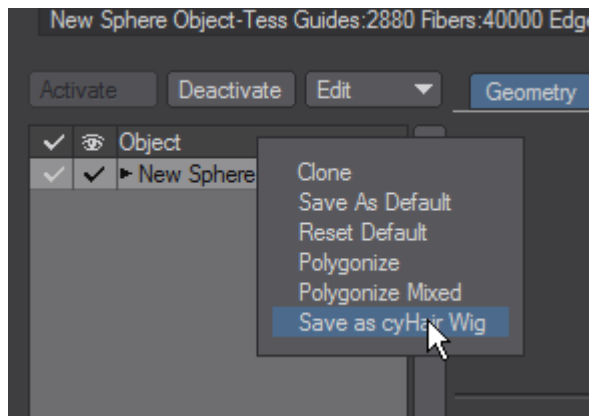 New Sphere Object-Tess Guides:2880 Fibers:40000 Edg
Activate Deactivate Edit Geometry
Object
New Sphere
Clone
Save As Default
Reset Default
Polygonize
Polygonize Mixed
Save as cyHair Wig